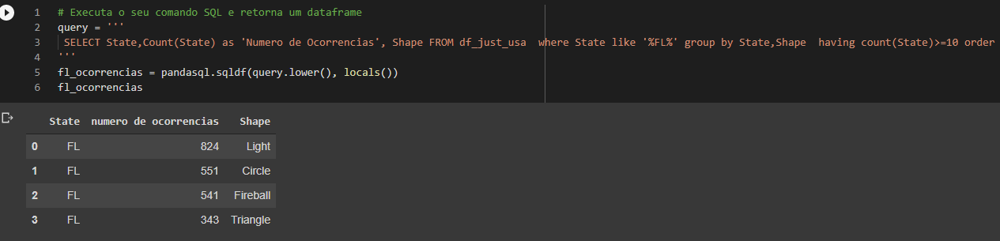 1 # Executa o seu comando SQL e retorna um dataframe
2 query = '''
3 SELECT State,Count(State) as 'Numero de Ocorrencias', Shape FROM df_just_usa  where State like '%FL%' group by State,Shape  having count(State)>=10 order
4 '''
5 fl_ocorrencias = pandasql.sqldf(query.lower(), locals())
6 fl_ocorrencias
State numero de ocorrencias Shape
0 FL 824 Light
1 FL 551 Circle
2 FL 541 Fireball
3 FL 343 Triangle